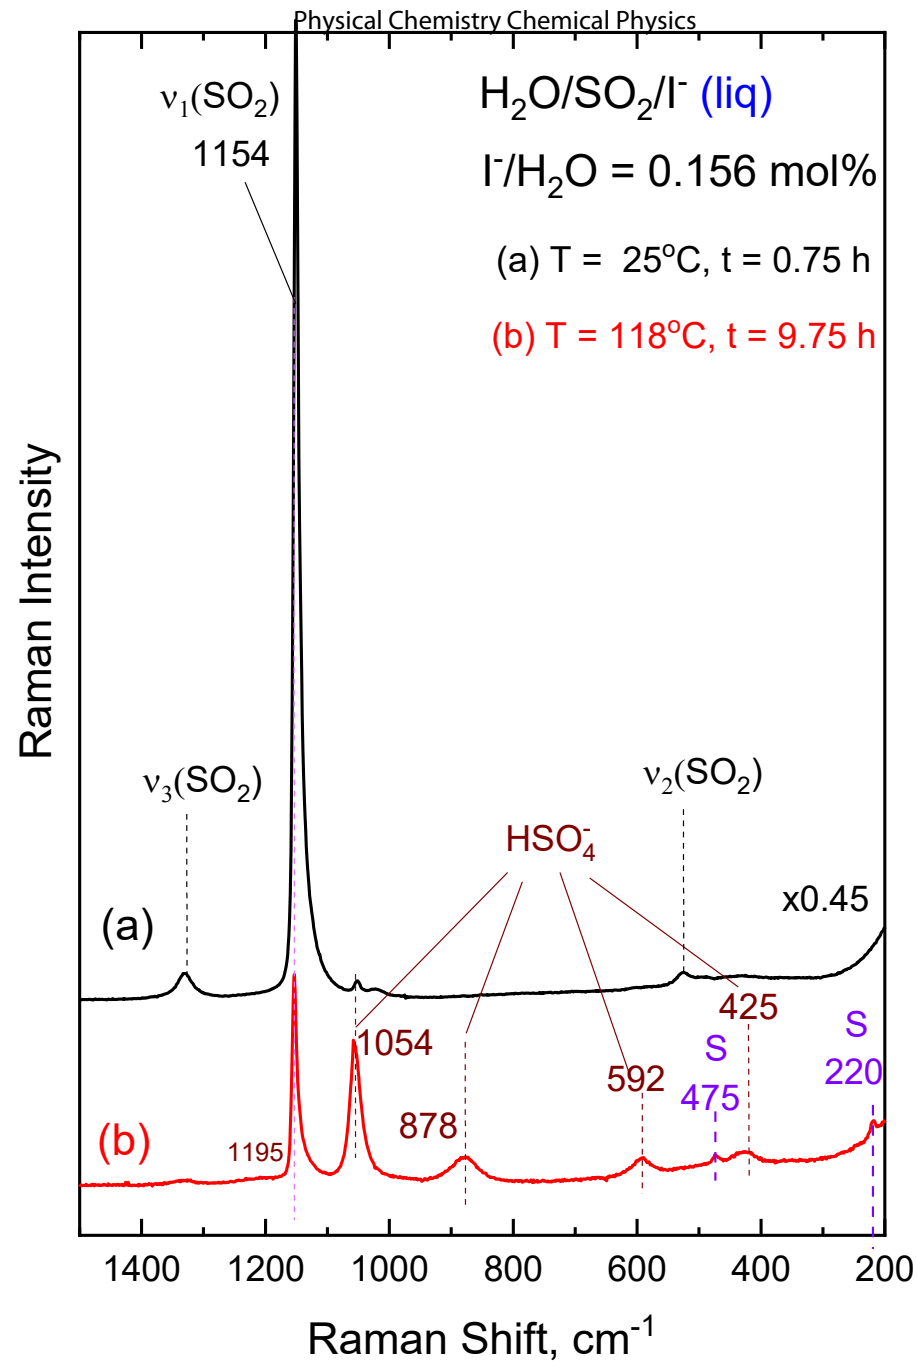 Physical Chemistry Chemical Physics
ν₁(SO₂)
1154
H₂O/SO₂/I⁻ (liq)
I⁻/H₂O = 0.156 mol%
(a) T = 25°C, t = 0.75 h
(b) T = 118°C, t = 9.75 h
Raman Intensity
ν₃(SO₂)
ν₂(SO₂)
HSO₄⁻
(a)
x0.45
1054
425
S
220
S
475
592
878
(b)
1195
1400 1200 1000 800 600 400 200
Raman Shift, cm⁻¹